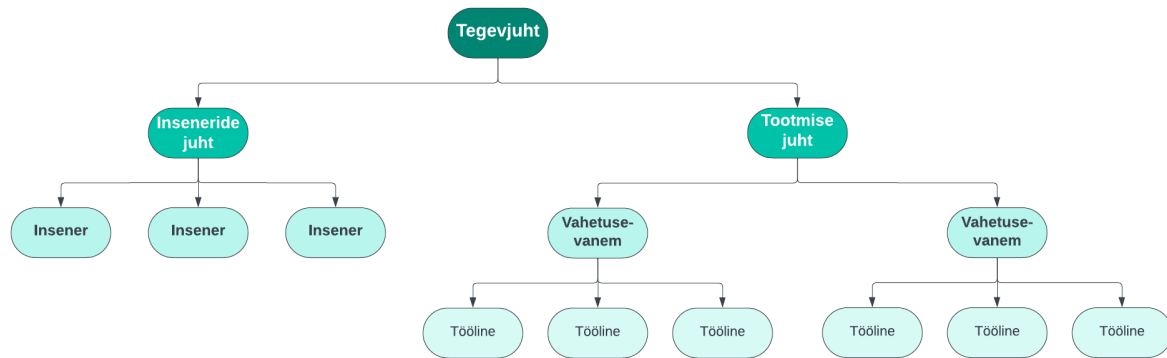 Tegevjuht
Inseneride
juht
Tootmise
juht
Insener
Insener
Insener
Vahetuse-
vanem
Vahetuse-
vanem
Tööline
Tööline
Tööline
Tööline
Tööline
Tööline